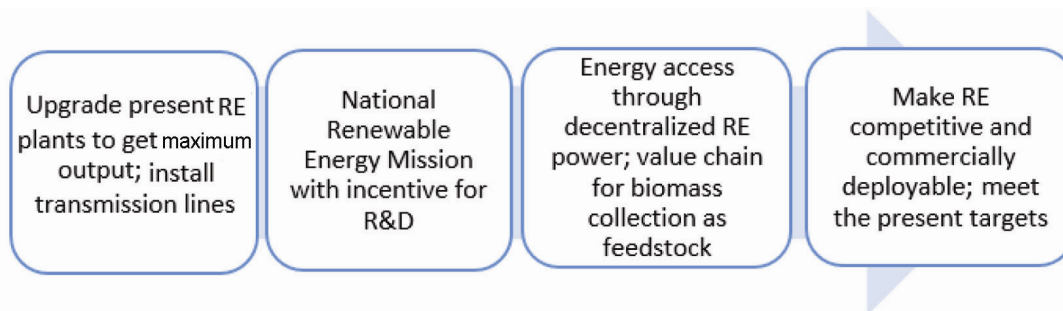 Upgrade present RE
plants to get maximum
output; install
transmission lines
National
Renewable
Energy Mission
with incentive for
R&D
Energy access
through
decentralized RE
power; value chain
for biomass
collection as
feedstock
Make RE
competitive and
commercially
deployable; meet
the present targets